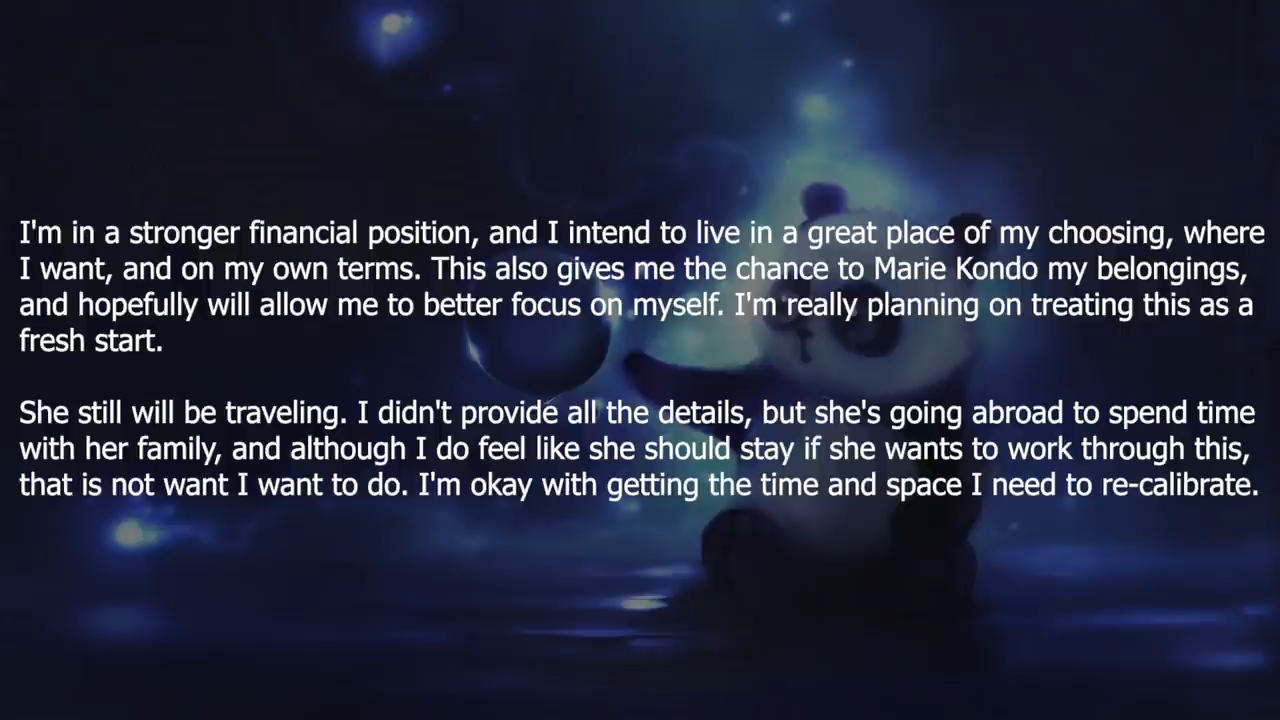 I'm in a stronger financial position, and I intend to live in a great place of my choosing, where
I want, and on my own terms. This also gives me the chance to Marie Kondo my belongings,
and hopefully will allow me to better focus on myself. I'm really planning on treating this as a
fresh start.
She still will be traveling. I didn't provide all the details, but she's going abroad to spend time
with her family, and although I do feel like she should stay if she wants to work through this,
that is not want I want to do. I'm okay with getting the time and space I need to re-calibrate.